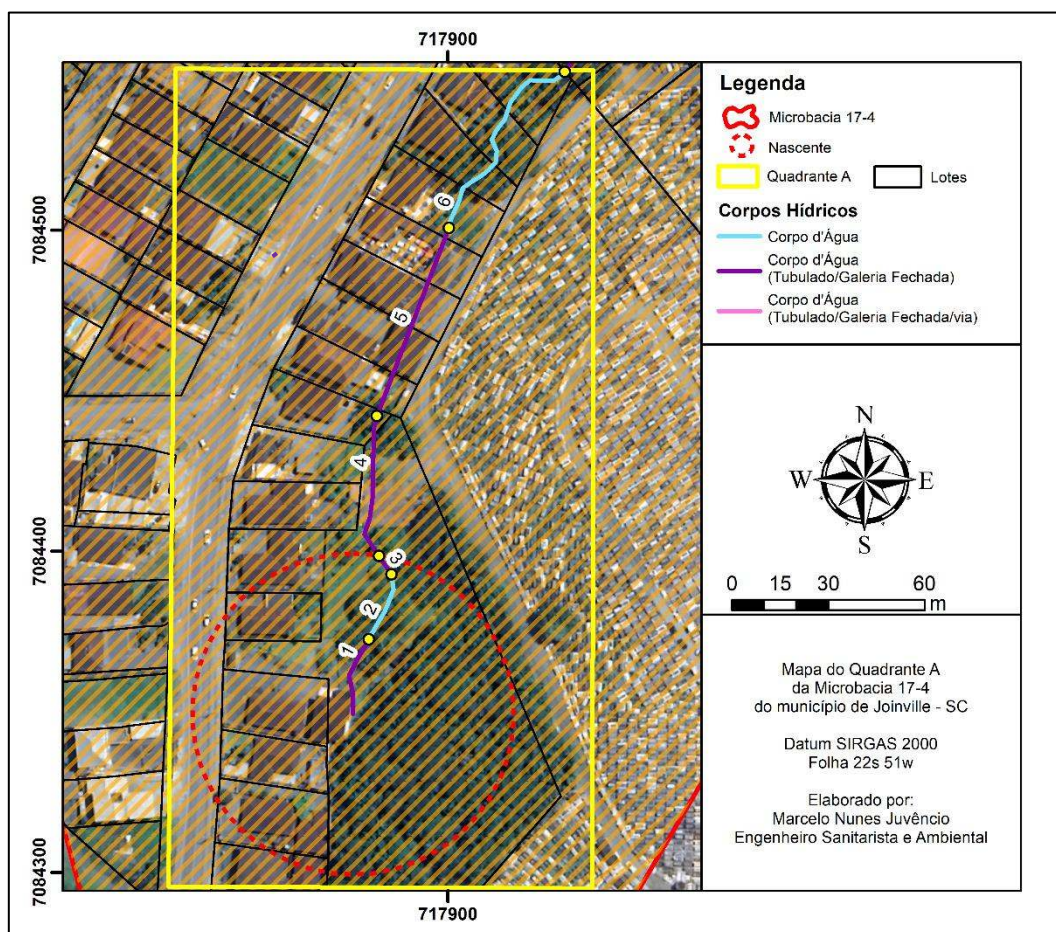 717900
7084500
7084400
7084300
6
5
4
3
2
1
717900
Legenda
Microbacia 17-4
Nascente
Quadrante A
Lotes
Corpos Hídricos
Corpo d'Água
Corpo d'Água
(Tubulado/Galeria Fechada)
Corpo d'Água
(Tubulado/Galeria Fechada/via)
N
W E
S
0 15 30 60
m
Mapa do Quadrante A
da Microbacia 17-4
do município de Joinville - SC
Datum SIRGAS 2000
Folha 22s 51w
Elaborado por:
Marcelo Nunes Juvêncio
Engenheiro Sanitarista e Ambiental